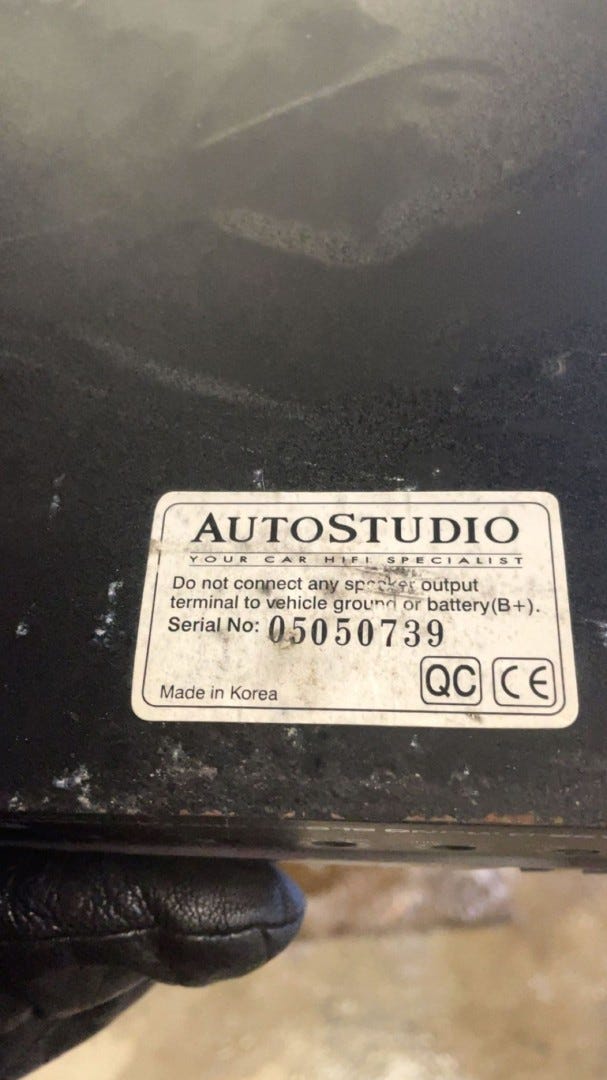 AUTOSTUDIO
YOUR CAR HIFI SPECIALIST
Do not connect any speaker output
terminal to vehicle ground or battery(B+).
Serial No: 05050739
QC CE
Made in Korea